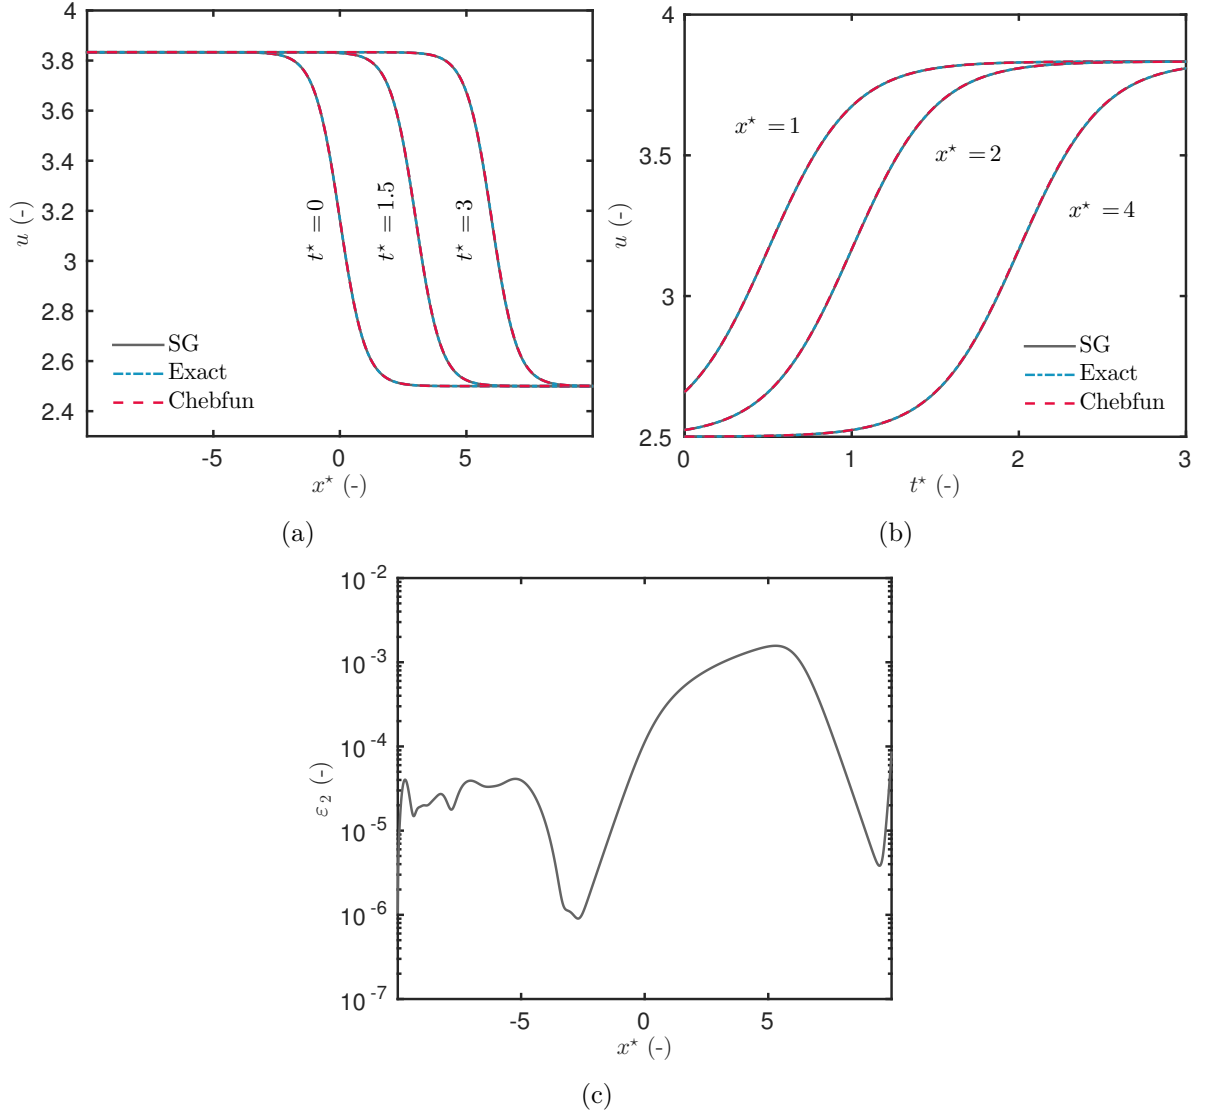 4
3.8
3.6
3.4
3.2
3
2.8
2.6
2.4
u (-)
t⋆ = 0
t⋆ = 1.5
t⋆ = 3
SG
Exact
Chebfun
-5 0 5
x⋆ (-)
(a)
4
3.5
3
2.5
u (-)
x⋆ = 1
x⋆ = 2
x⋆ = 4
SG
Exact
Chebfun
0 1 2 3
t⋆ (-)
(b)
10^-2
10^-3
10^-4
10^-5
10^-6
10^-7
ε₂ (-)
-5 0 5
x⋆ (-)
(c)